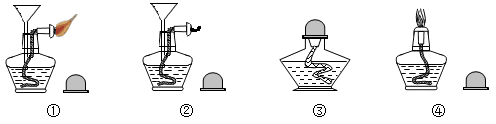 ① ② ③ ④